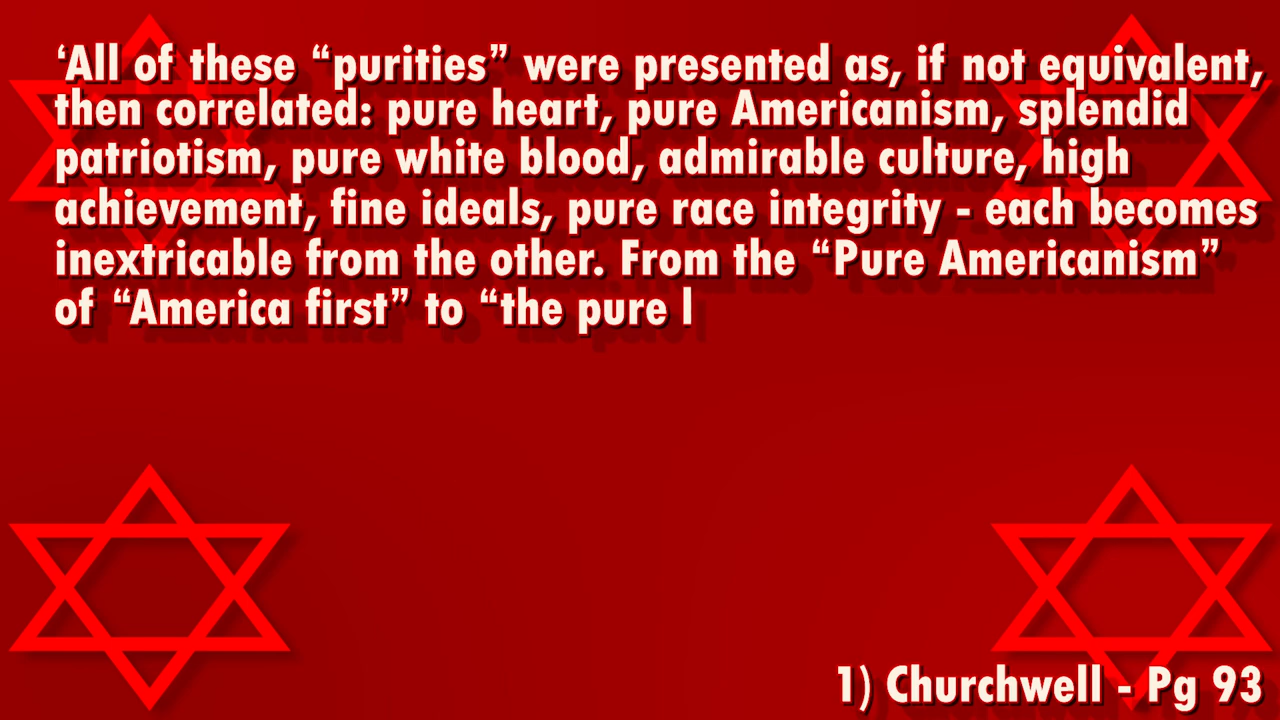 ‘All of these “purities” were presented as, if not equivalent,
then correlated: pure heart, pure Americanism, splendid
patriotism, pure white blood, admirable culture, high
achievement, fine ideals, pure race integrity - each becomes
inextricable from the other. From the “Pure Americanism”
of “America first” to “the pure l
1) Churchwell - Pg 93